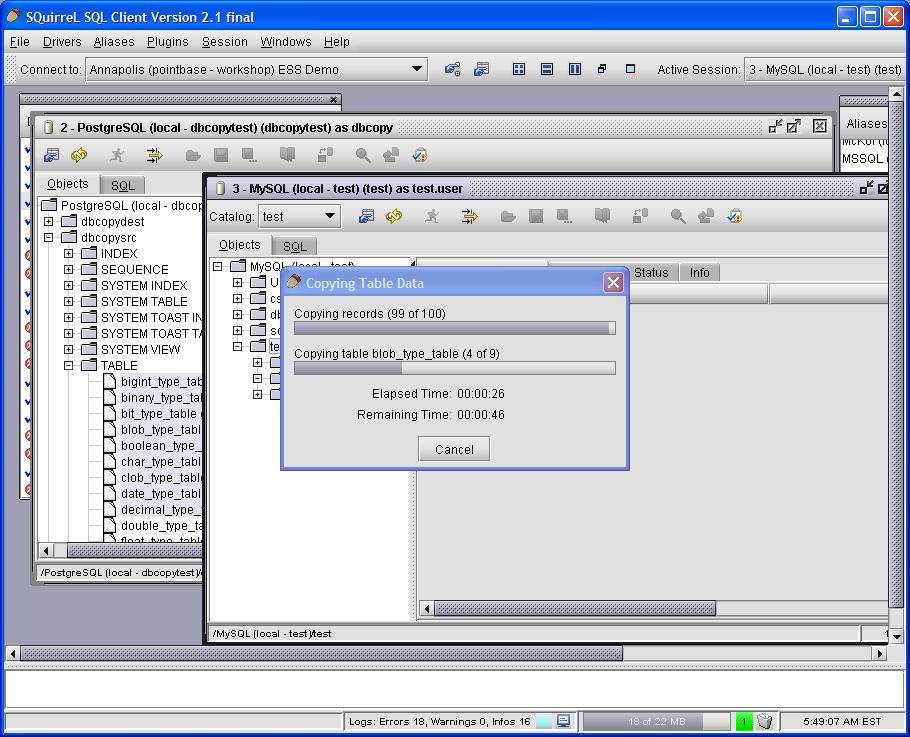 SQuirreL SQL Client Version 2.1 final
File Drivers Aliases Plugins Session Windows Help
Connect to: Annapolis (pointbase - workshop) ESS Demo Active Session: 3 - MySQL (local - test) (test)
Aliases
MSSQL
2 - PostgreSQL (local - dbcopytest) (dbcopytest) as dbcopy
Objects SQL
PostgreSQL (local - dbcop
dbcopydest
dbcopysrc
INDEX
SEQUENCE
SYSTEM INDEX
SYSTEM TABLE
SYSTEM TOAST IN
SYSTEM TOAST TA
SYSTEM VIEW
TABLE
bigint_type_tab
binary_type_ta
bit_type_table
blob_type_tabl
boolean_type_
char_type_tabl
clob_type_tabl
date_type_tabl
decimal_type_t
double_type_ta
float_type_tabl
/PostgreSQL (local - dbcopytest)/
3 - MySQL (local - test) (test) as test.user
Catalog: test
Objects SQL
MySQL (local - test)
U
cs
db
sq
te
Status Info
Copying Table Data
Copying records (99 of 100)
Copying table blob_type_table (4 of 9)
Elapsed Time: 00:00:26
Remaining Time: 00:00:46
Cancel
/MySQL (local - test)/test
1
Logs: Errors 18, Warnings 0, Infos 16 18 of 22 MB 1 5:49:07 AM EST